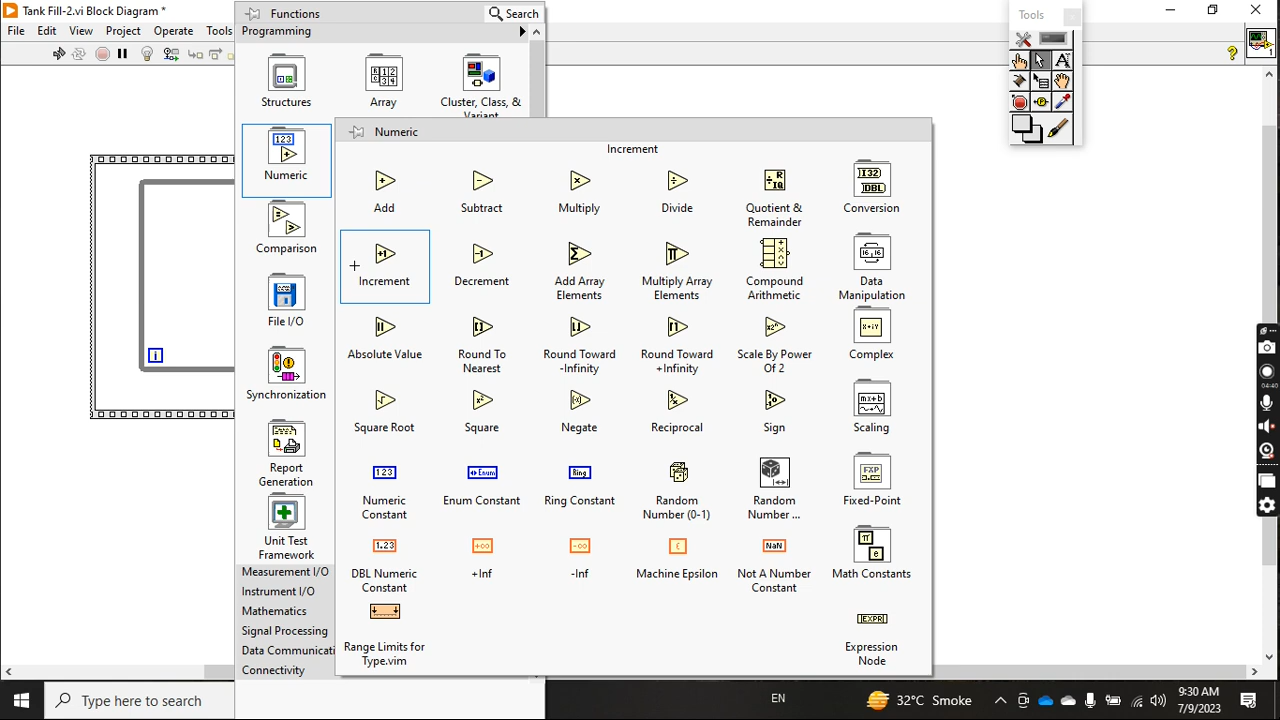 Tank Fill-2.vi Block Diagram *
File Edit View Project Operate Tools
Functions
Search
Programming
Structures
Array
Cluster, Class, &
Variant
Numeric
Comparison
File I/O
Synchronization
Report
Generation
Unit Test
Framework
Measurement I/O
Instrument I/O
Mathematics
Signal Processing
Data Communicati
Connectivity
Numeric
Increment
Add
Subtract
Multiply
Divide
Quotient &
Remainder
Conversion
Increment
Decrement
Add Array
Elements
Multiply Array
Elements
Compound
Arithmetic
Data
Manipulation
Absolute Value
Round To
Nearest
Round Toward
-Infinity
Round Toward
+Infinity
Scale By Power
Of 2
Complex
Square Root
Square
Negate
Reciprocal
Sign
Scaling
Numeric
Constant
Enum Constant
Ring Constant
Random
Number (0-1)
Random
Number ...
Fixed-Point
DBL Numeric
Constant
+Inf
-Inf
Machine Epsilon
Not A Number
Constant
Math Constants
Range Limits for
Type.vim
Expression
Node
Tools
i
04:40
Type here to search
EN
32°C Smoke
9:30 AM
7/9/2023